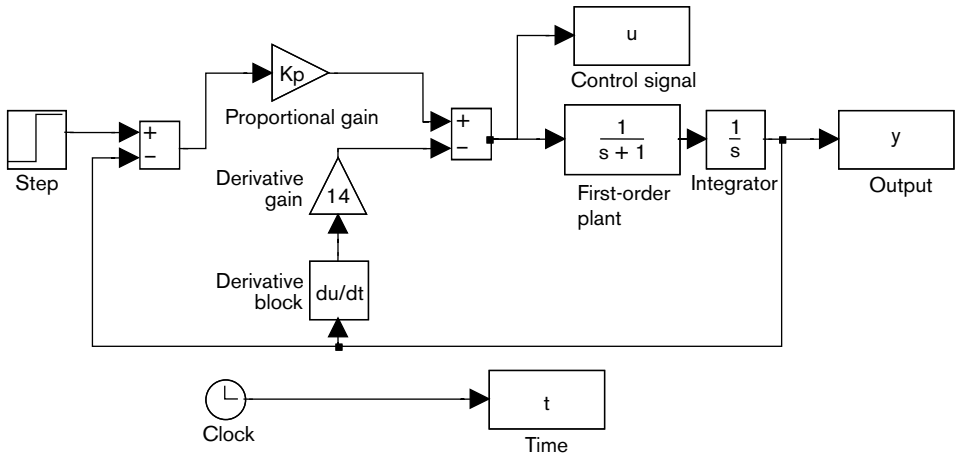 u
Control signal
Kp
Proportional gain
+
−
Step
+
−
1
s + 1
First-order
plant
1
s
Integrator
y
Output
Derivative
gain
14
Derivative
block
du/dt
Clock
t
Time